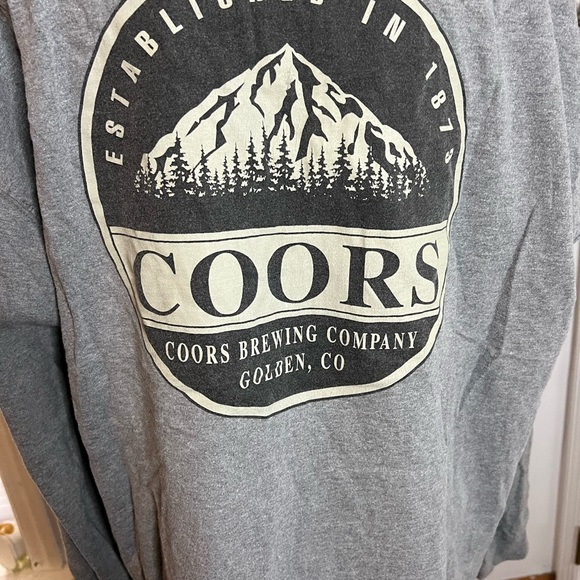 ESTABLISHED IN 1873
COORS
COORS BREWING COMPANY
GOLDEN, CO